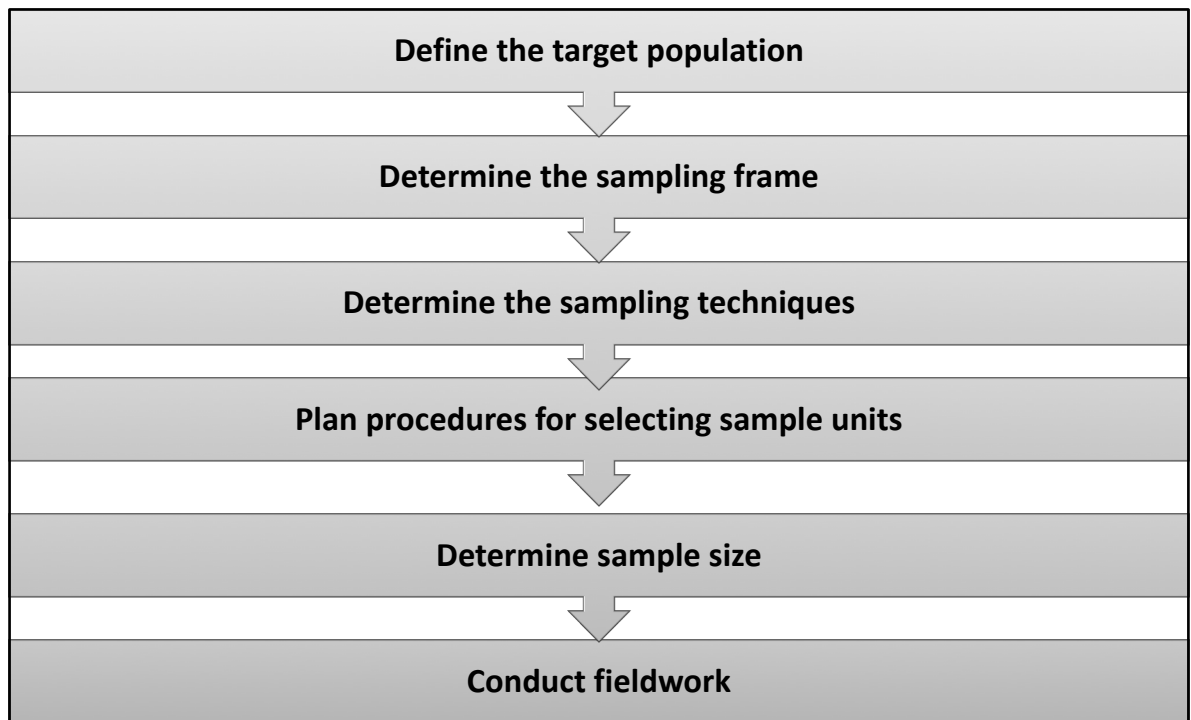 Define the target population
Determine the sampling frame
Determine the sampling techniques
Plan procedures for selecting sample units
Determine sample size
Conduct fieldwork